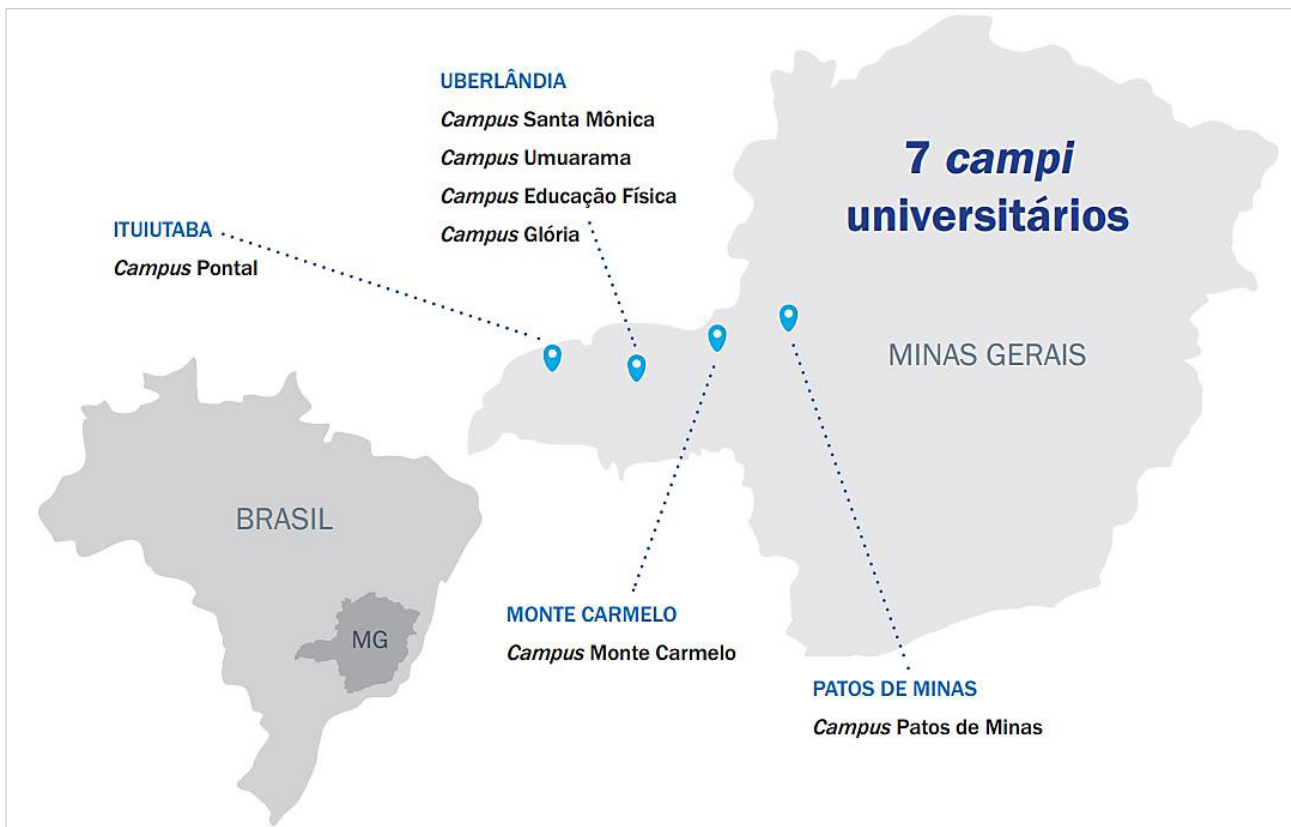 UBERLÂNDIA
Campus Santa Mônica
Campus Umuarama
Campus Educação Física
Campus Glória
7 campi
universitários
ITUIUTABA
Campus Pontal
MINAS GERAIS
BRASIL
MG
MONTE CARMELO
Campus Monte Carmelo
PATOS DE MINAS
Campus Patos de Minas